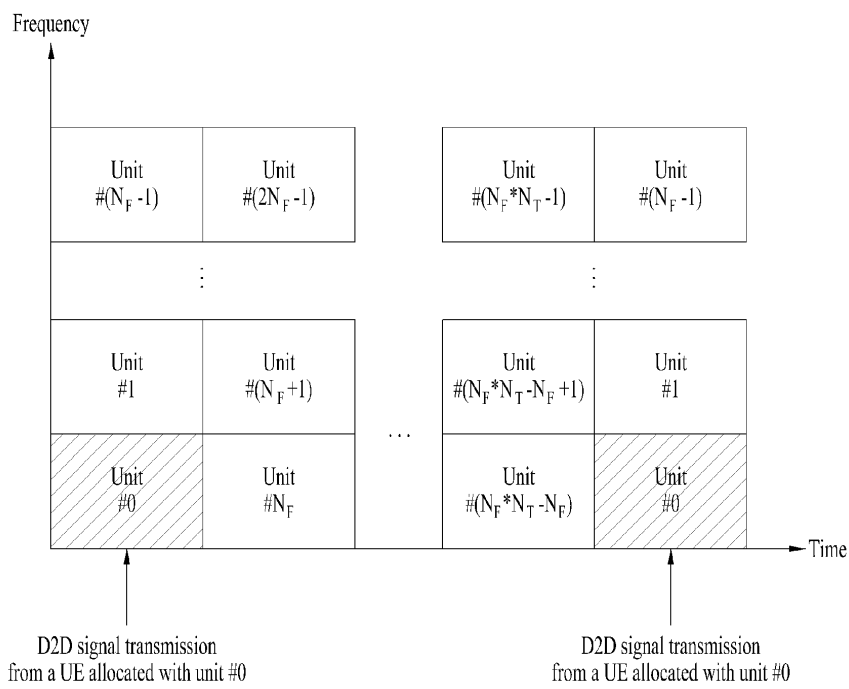 Frequency
Unit
#(N_F -1)
Unit
#(2N_F -1)
Unit
#(N_F*N_T -1)
Unit
#(N_F -1)
⋮
⋮
Unit
#1
Unit
#(N_F +1)
Unit
#(N_F*N_T -N_F +1)
Unit
#1
...
Unit
#0
Unit
#N_F
Unit
#(N_F*N_T -N_F)
Unit
#0
Time
D2D signal transmission
from a UE allocated with unit #0
D2D signal transmission
from a UE allocated with unit #0